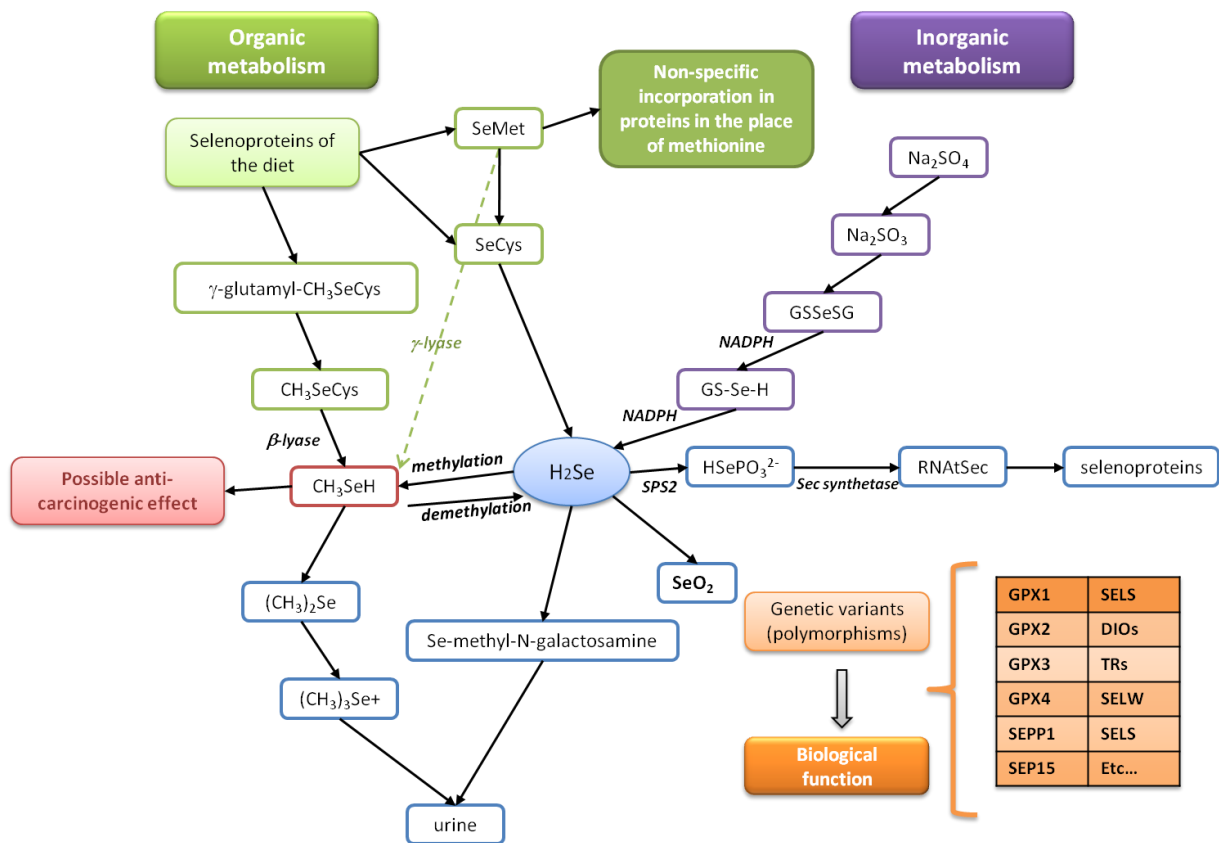 Organic
metabolism
Inorganic
metabolism
Non-specific
incorporation in
proteins in the place
of methionine
SeMet
Selenoproteins of
the diet
Na₂SO₄
SeCys
Na₂SO₃
γ-glutamyl-CH₃SeCys
GSSeSG
γ-lyase
NADPH
CH₃SeCys
GS-Se-H
NADPH
β-lyase
Possible anti-
carcinogenic effect
CH₃SeH
methylation
demethylation
H₂Se
SPS2
HSePO₃²⁻
Sec synthetase
RNAtSec
selenoproteins
SeO₂
(CH₃)₂Se
Se-methyl-N-galactosamine
(CH₃)₃Se+
urine
Genetic variants
(polymorphisms)
Biological
function
GPX1 SELS
GPX2 DIOs
GPX3 TRs
GPX4 SELW
SEPP1 SELS
SEP15 Etc...